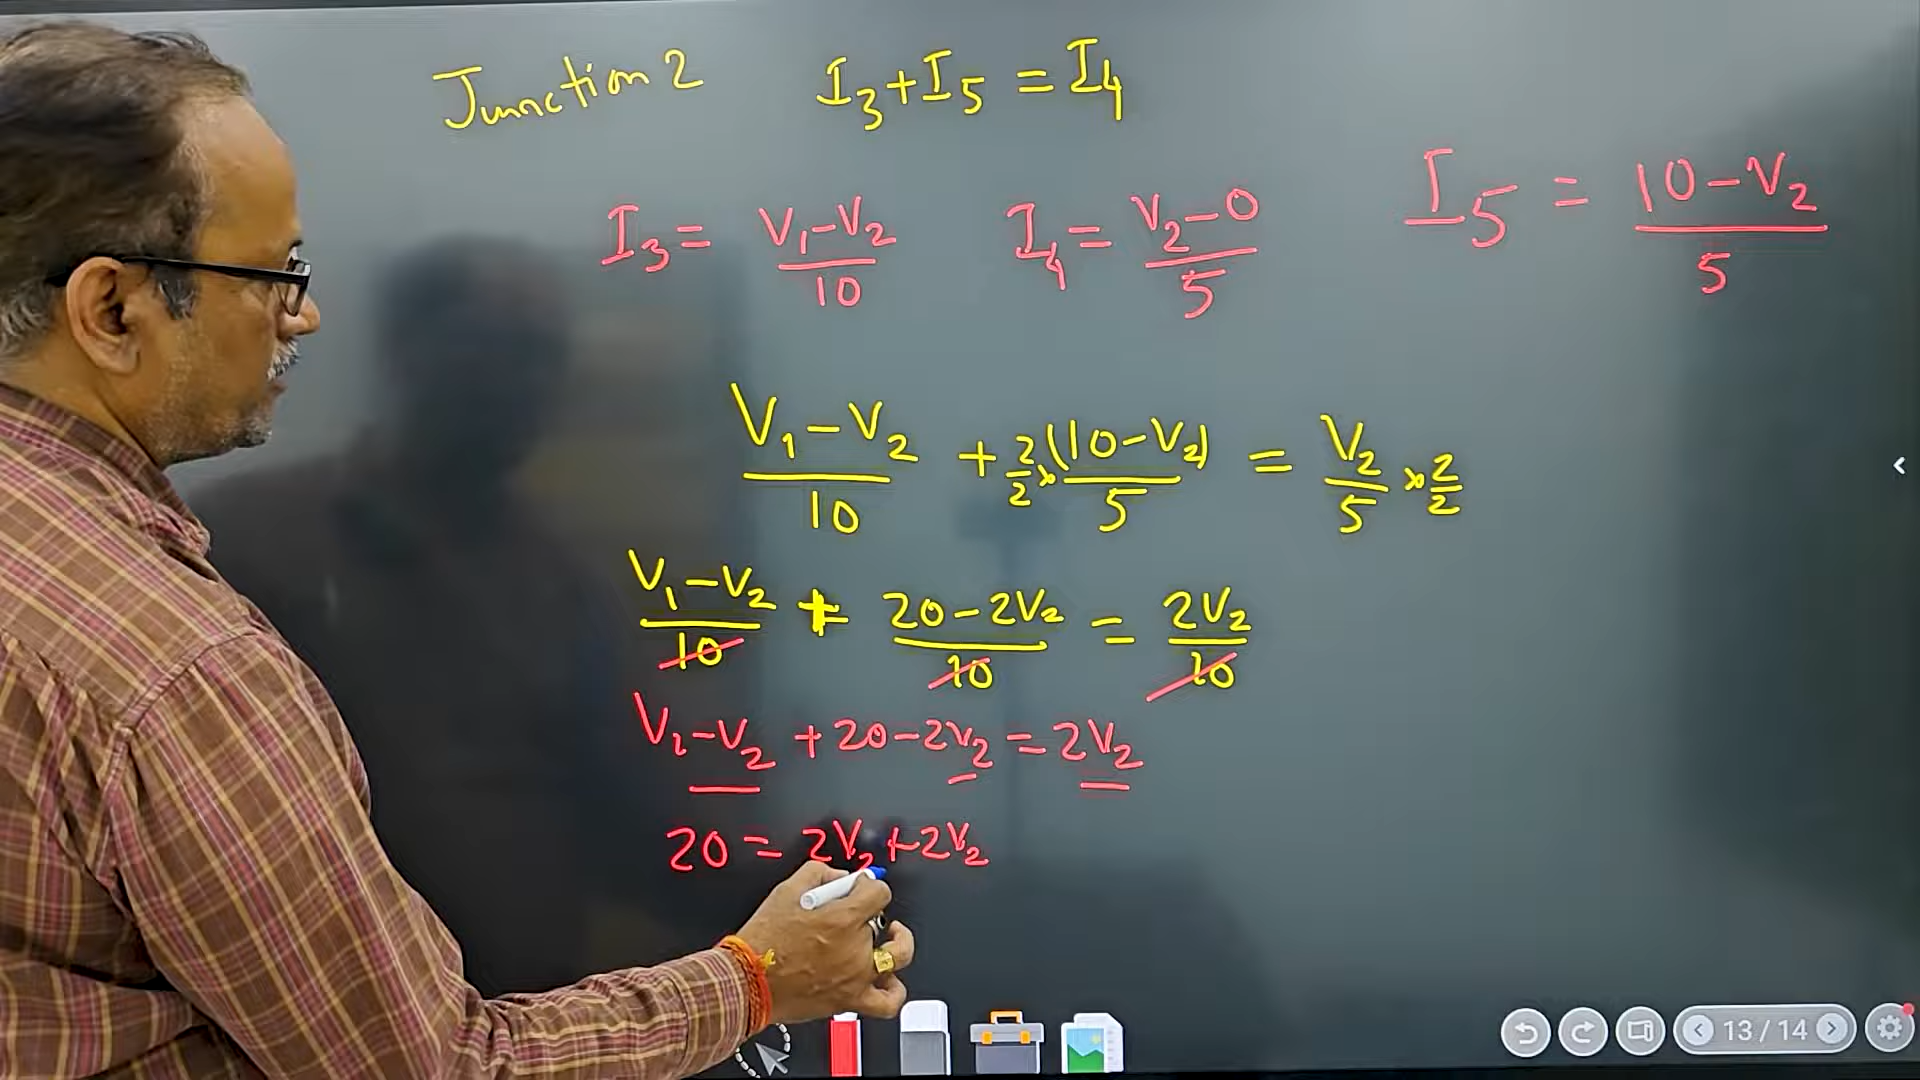 Junction 2 I₃+I₅ = I₄
I₃ = (V₁-V₂)/10 I₄ = (V₂-0)/5 I₅ = (10-V₂)/5
(V₁-V₂)/10 + 2/2 × (10-V₂)/5 = V₂/5 × 2/2
(V₁-V₂)/10 + (20-2V₂)/10 = 2V₂/10
V₁-V₂ +20-2V₂ = 2V₂
20 = 2V₂+2V₂
13 / 14